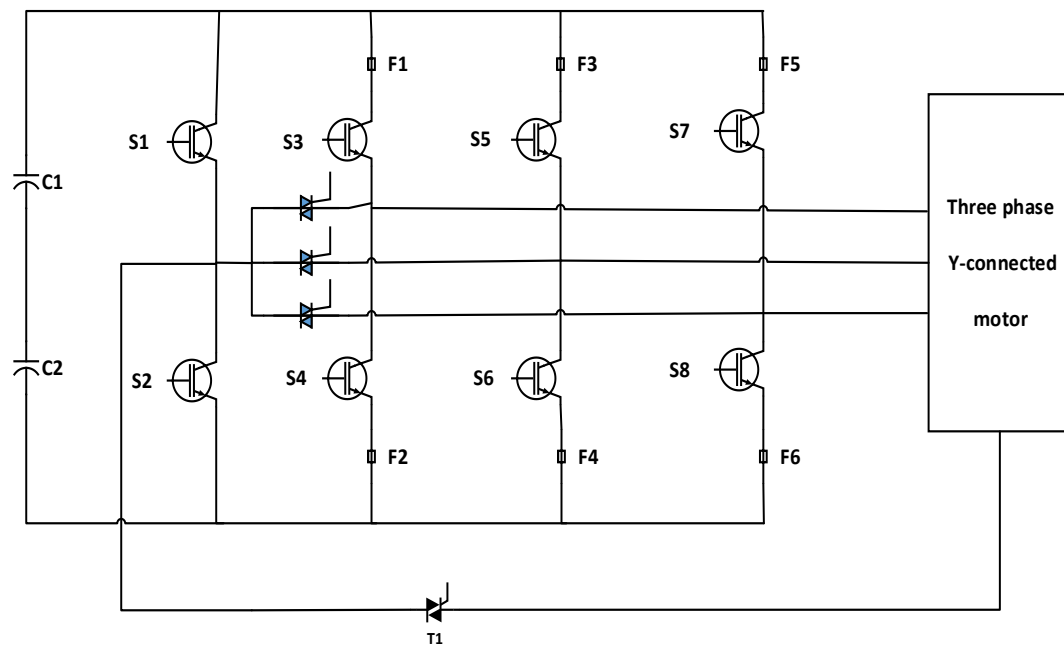 F1
F3
F5
S1
S3
S5
S7
C1
Three phase
Y-connected
motor
C2
S2
S4
S6
S8
F2
F4
F6
T1